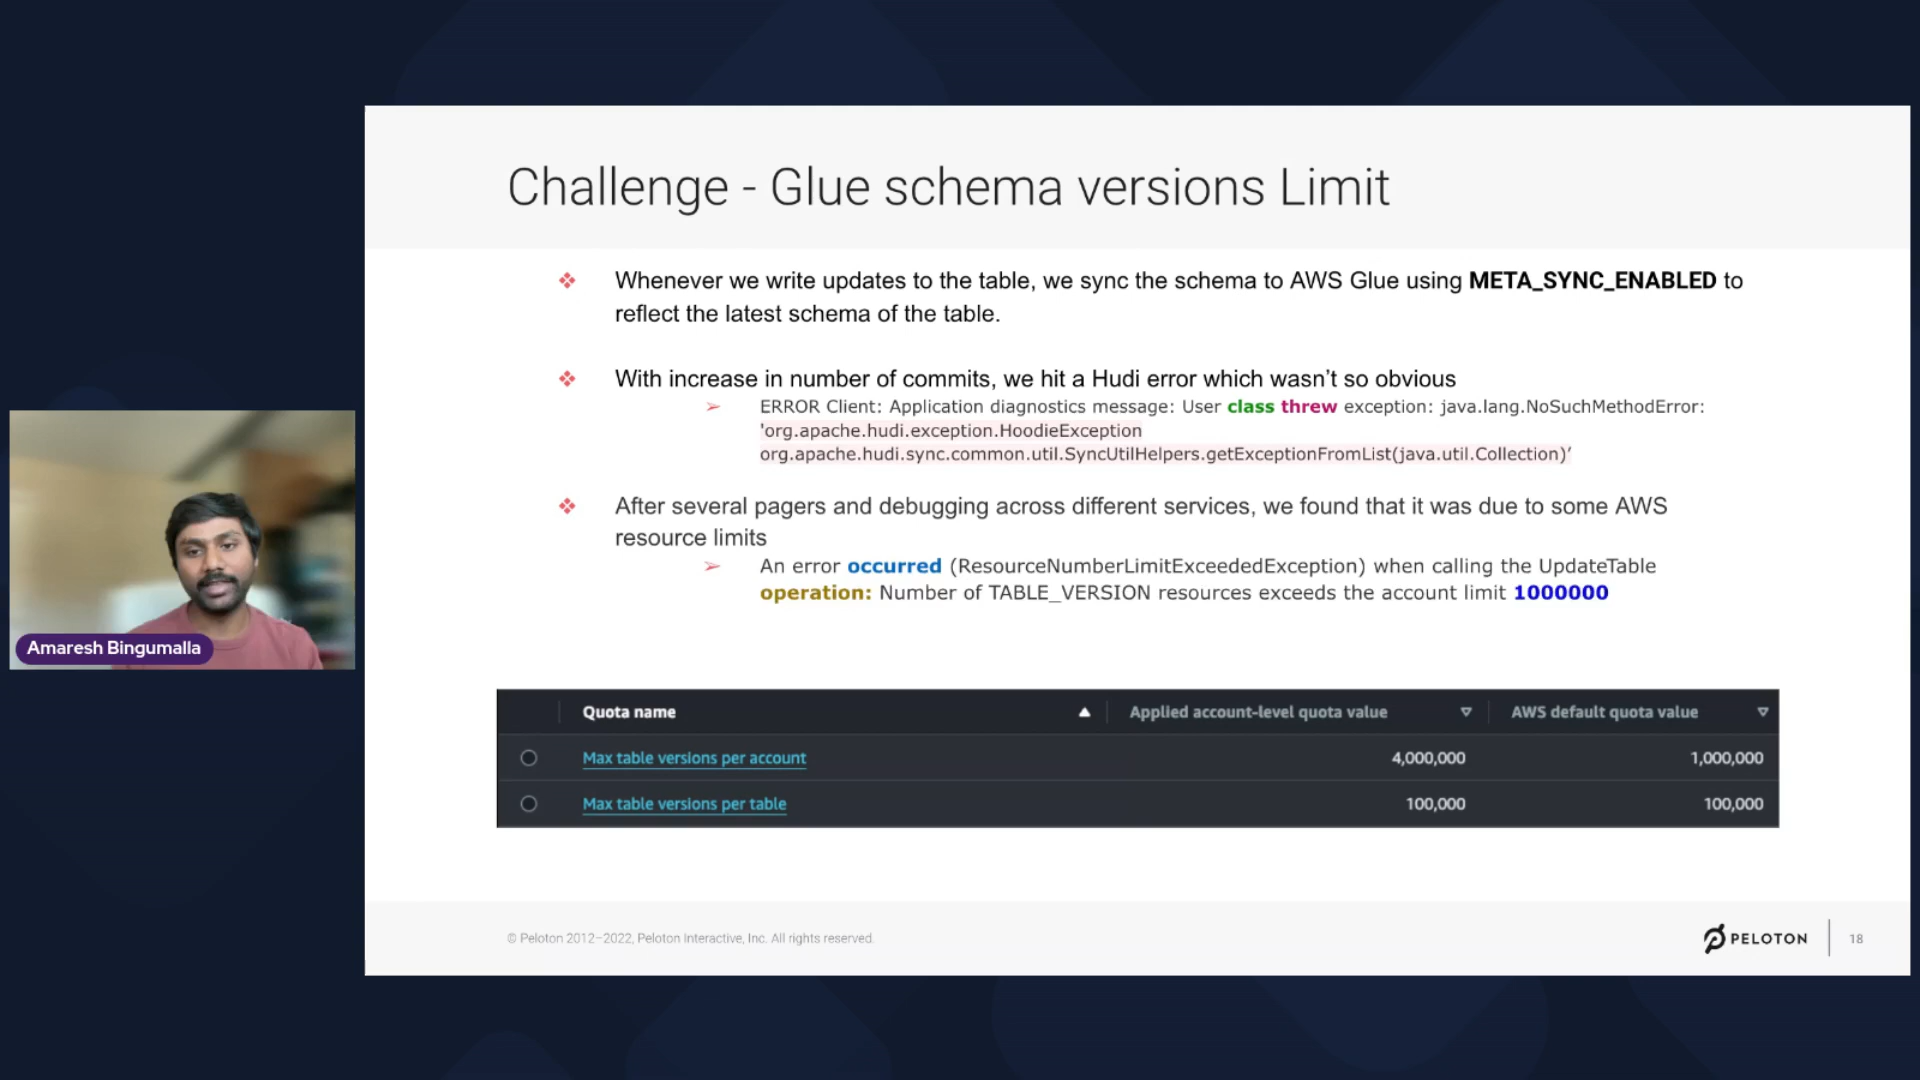 Challenge - Glue schema versions Limit
Whenever we write updates to the table, we sync the schema to AWS Glue using META_SYNC_ENABLED to
reflect the latest schema of the table.
With increase in number of commits, we hit a Hudi error which wasn't so obvious
ERROR Client: Application diagnostics message: User class threw exception: java.lang.NoSuchMethodError:
'org.apache.hudi.exception.HoodieException
org.apache.hudi.sync.common.util.SyncUtilHelpers.getExceptionFromList(java.util.Collection)'
After several pagers and debugging across different services, we found that it was due to some AWS
resource limits
An error occurred (ResourceNumberLimitExceededException) when calling the UpdateTable
operation: Number of TABLE_VERSION resources exceeds the account limit 1000000
Amaresh Bingumalla
Quota name Applied account-level quota value AWS default quota value
Max table versions per account 4,000,000 1,000,000
Max table versions per table 100,000 100,000
© Peloton 2012–2022, Peloton Interactive, Inc. All rights reserved.
PELOTON 18